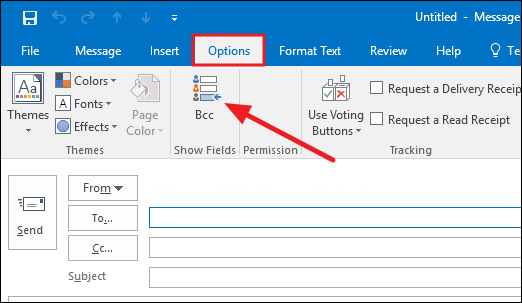 Untitled - Message
File Message Insert Options Format Text Review Help
Aa Colors Fonts Effects
Themes
Page Color
Bcc
Use Voting Buttons
Request a Delivery Receip
Request a Read Receipt
Themes Show Fields Permission Tracking
From
To...
Send
Cc...
Subject